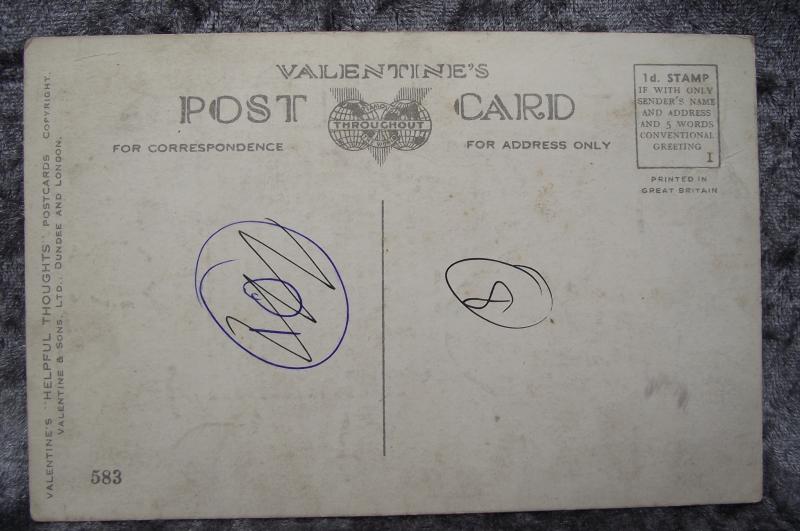 VALENTINE'S
POST CARD
THROUGHOUT
FOR CORRESPONDENCE
FOR ADDRESS ONLY
1d. STAMP
IF WITH ONLY
SENDER'S NAME
AND ADDRESS
AND 5 WORDS
CONVENTIONAL
GREETING
I
PRINTED IN
GREAT BRITAIN
VALENTINE'S "HELPFUL THOUGHTS" POSTCARDS COPYRIGHT.
VALENTINE & SONS, LTD., DUNDEE AND LONDON.
10
8
583